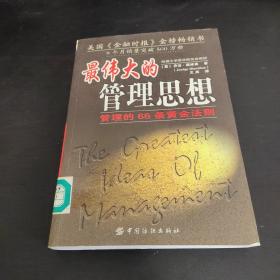 美国《金融时报》金榜畅销书
最伟大的
管理思想
管理的66条黄金法则
The Greatest
Ideas Of
Management
中国纺织出版社